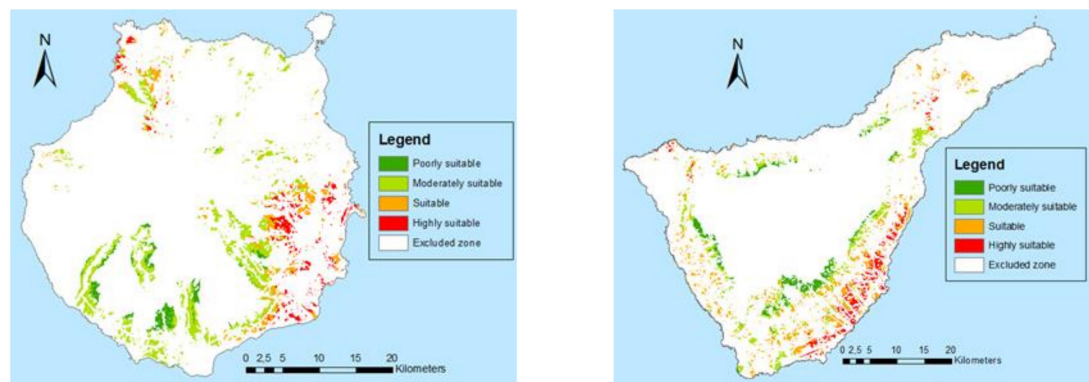 N
Legend
Poorly suitable
Moderately suitable
Suitable
Highly suitable
Excluded zone
0 2,5 5 10 15 20
Kilometers
N
Legend
Poorly suitable
Moderately suitable
Suitable
Highly suitable
Excluded zone
0 2,5 5 10 15 20
Kilometers